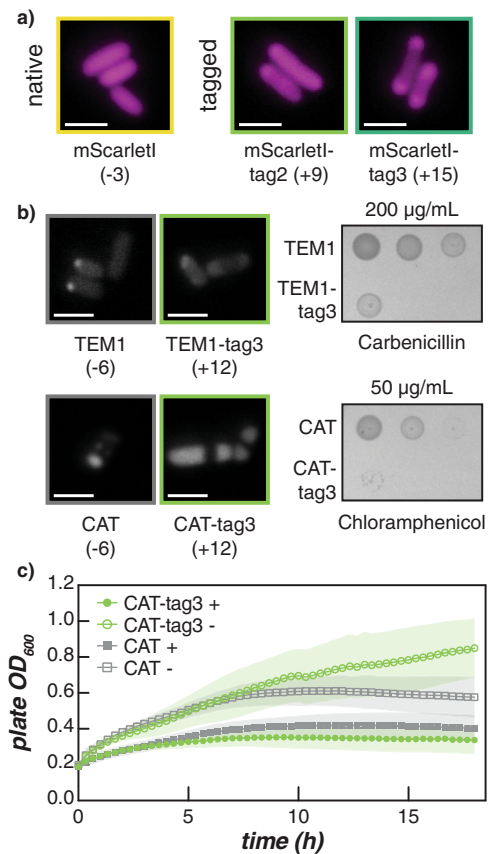 a)
native
mScarletI
(-3)
tagged
mScarletI-
tag2 (+9)
mScarletI-
tag3 (+15)
b)
TEM1
(-6)
TEM1-tag3
(+12)
200 µg/mL
TEM1
TEM1-
tag3
Carbenicillin
CAT
(-6)
CAT-tag3
(+12)
50 µg/mL
CAT
CAT-
tag3
Chloramphenicol
c)
plate OD600
1.2
1.0
0.8
0.6
0.4
0.2
0.0
CAT-tag3 +
CAT-tag3 -
CAT +
CAT -
0
5
10
15
time (h)